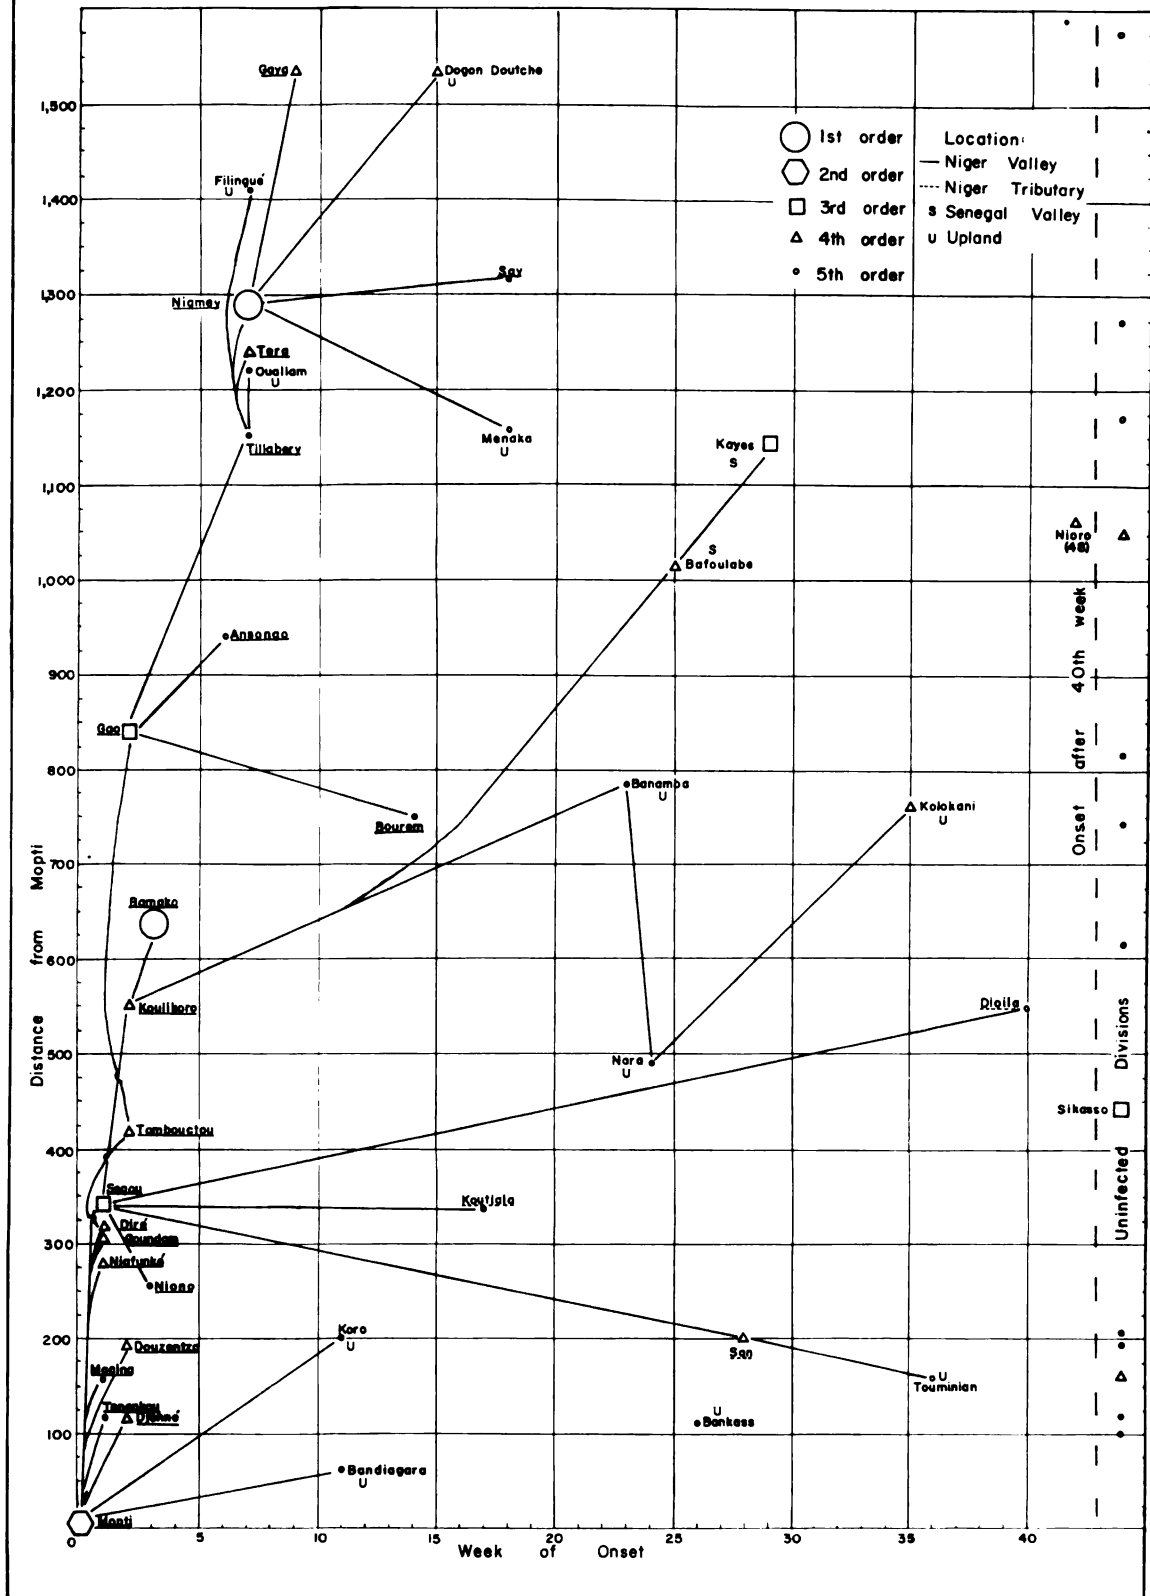 Gaya
Dogon Doutche
U
1,500
1st order
Location:
2nd order
Niger Valley
Niger Tributary
3rd order
S Senegal Valley
4th order
U Upland
5th order
Filingué
U
1,400
Say
1,300
Niamey
Tera
Ouallam
U
1,200
Tillabery
Menaka
U
Kayes
S
1,100
Nioro
(48)
S
Bafoulabe
1,000
Ansongo
900
Gao
800
Banamba
U
Kolokani
U
Bourem
700
Bamako
600
Koulikoro
Dioila
500
Nara
U
Sikasso
Tambouctou
400
Segou
Koutiala
Diré
Goundam
300
Niafunké
Niono
Koro
U
200
Douzentza
San
Macina
U
Touminian
Tenenkou
Djenné
U
Bankass
100
Bandiagara
U
Mopti
0
5
10
15
20
25
30
35
40
Week of Onset
Distance from Mopti
Onset after 40th week
Uninfected Divisions